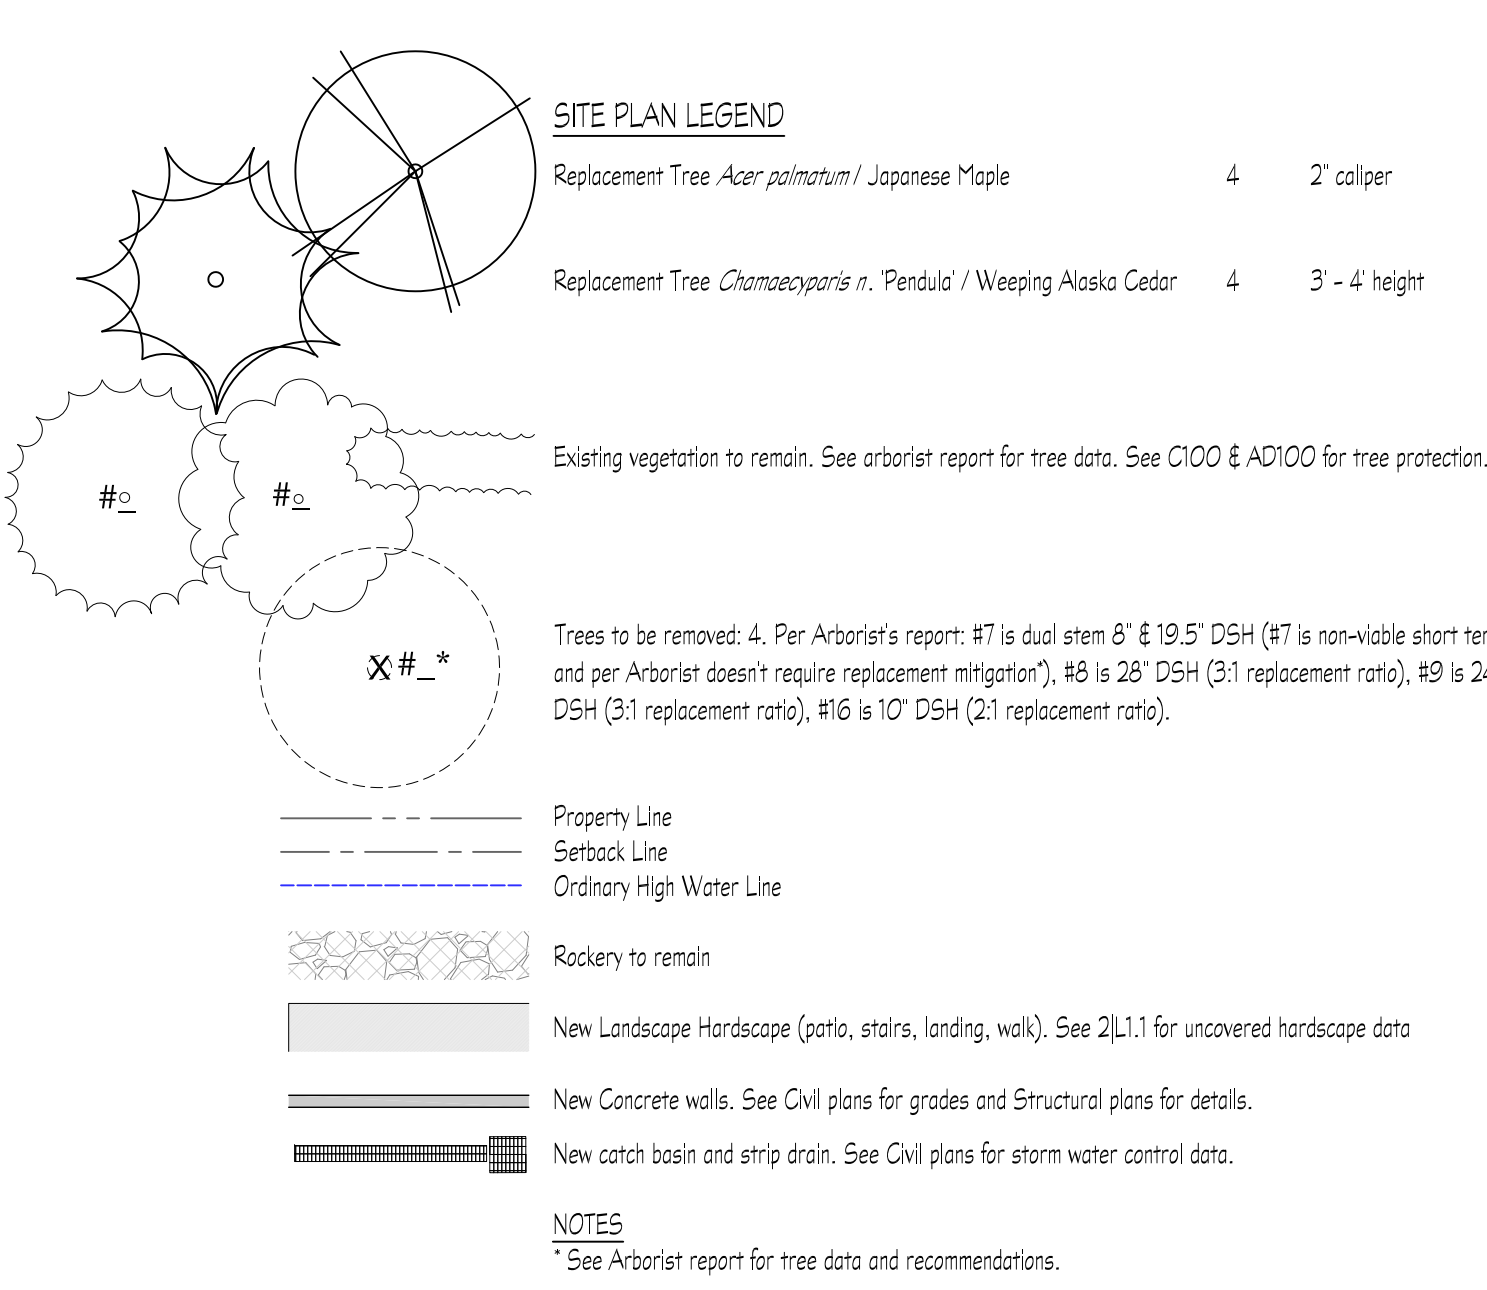 SITE PLAN LEGEND
Replacement Tree Acer palmatum / Japanese Maple 4 2" caliper
Replacement Tree Chamaecyparis n. 'Pendula' / Weeping Alaska Cedar 4 3' - 4' height
Existing vegetation to remain. See arborist report for tree data. See C100 & AD100 for tree protection.
#_
#_
Trees to be removed: 4. Per Arborist's report: #7 is dual stem 8" & 19.5" DSH (#7 is non-viable short
X #_*
and per Arborist doesn't require replacement mitigation*), #8 is 28" DSH (3:1 replacement ratio), #9 is
DSH (3:1 replacement ratio), #16 is 10" DSH (2:1 replacement ratio).
Property Line
Setback Line
Ordinary High Water Line
Rockery to remain
New Landscape Hardscape (patio, stairs, landing, walk). See 2|L1.1 for uncovered hardscape data
New Concrete walls. See Civil plans for grades and Structural plans for details.
New catch basin and strip drain. See Civil plans for storm water control data.
NOTES
* See Arborist report for tree data and recommendations.